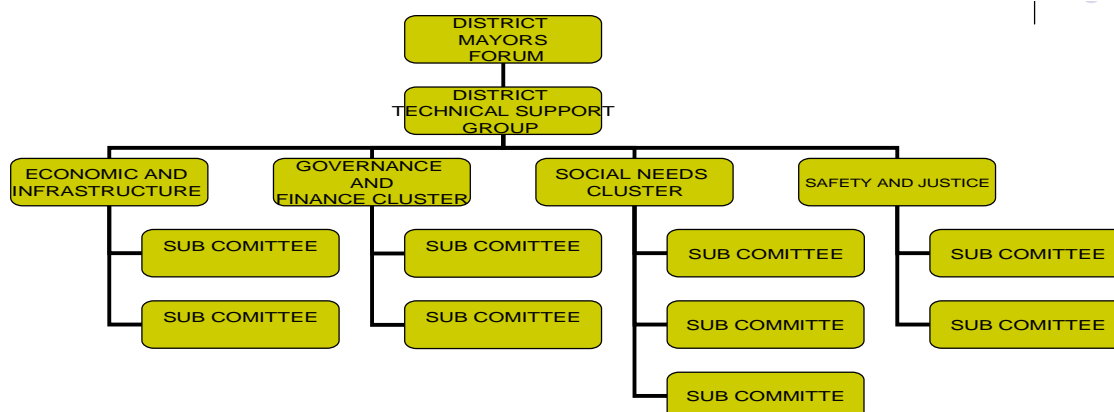 DISTRICT
MAYORS
FORUM
DISTRICT
TECHNICAL SUPPORT
GROUP
ECONOMIC AND
INFRASTRUCTURE
GOVERNANCE
AND
FINANCE CLUSTER
SOCIAL NEEDS
CLUSTER
SAFETY AND JUSTICE
SUB COMITTEE
SUB COMITTEE
SUB COMITTEE
SUB COMITTEE
SUB COMITTEE
SUB COMITTEE
SUB COMMITTE
SUB COMITTEE
SUB COMMITTE